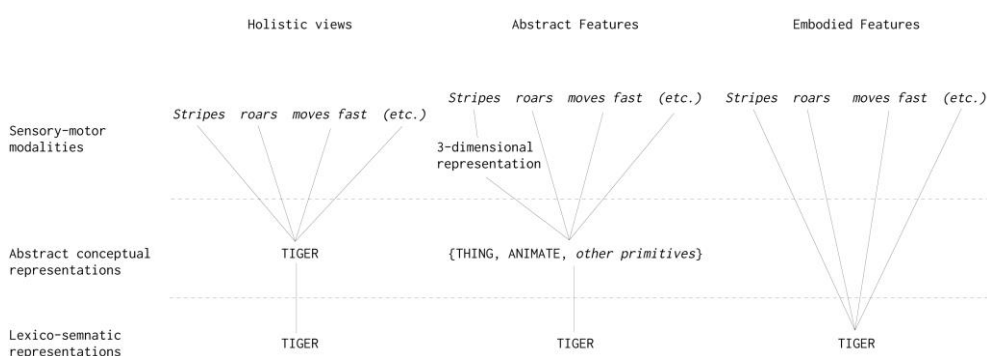 Holistic views Abstract Features Embodied Features
Stripes roars moves fast (etc.) Stripes roars moves fast (etc.) Stripes roars moves fast (etc.)
Sensory-motor
modalities
3-dimensional
representation
Abstract conceptual
representations
TIGER {THING, ANIMATE, other primitives}
Lexico-semnatic
representations
TIGER TIGER TIGER